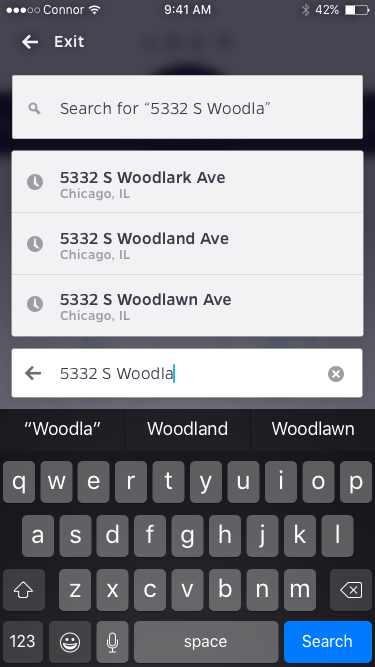 Connor 9:41 AM 42%
Exit
Search for “5332 S Woodla”
5332 S Woodlark Ave
Chicago, IL
5332 S Woodland Ave
Chicago, IL
5332 S Woodlawn Ave
Chicago, IL
5332 S Woodla
“Woodla” Woodland Woodlawn
q w e r t y u i o p
a s d f g h j k l
z x c v b n m
123 space Search